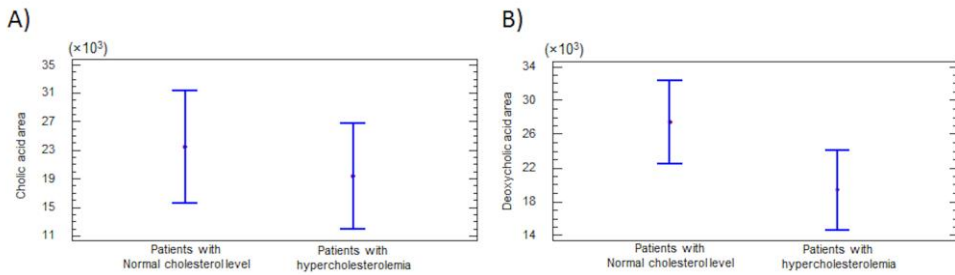 A)
(×10³)
35
31
27
23
19
15
11
Cholic acid area
Patients with
Normal cholesterol level
Patients with
hypercholesterolemia
B)
(×10³)
34
30
26
22
18
14
Deoxycholic acid area
Patients with
Normal cholesterol level
Patients with
hypercholesterolemia